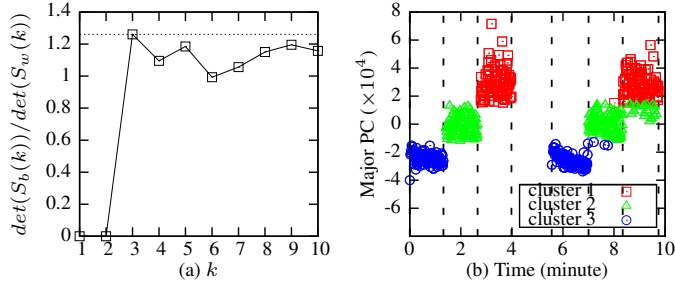 det(S_b(k))/det(S_w(k))
1.4
1.2
1
0.8
0.6
0.4
0.2
0
1 2 3 4 5 6 7 8 9 10
(a) k
Major PC (×10⁴)
8
6
4
2
0
-2
-4
-6
-8
cluster 1
cluster 2
cluster 3
0 2 4 6 8 10
(b) Time (minute)